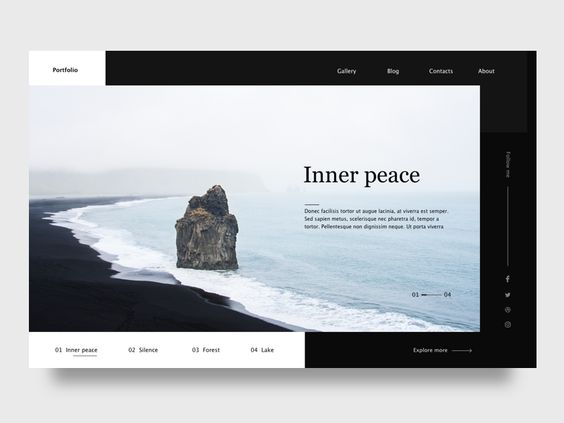 Portfolio
Gallery
Blog
Contacts
About
Follow me
Inner peace
Donec facilisis tortor ut augue lacinia, at viverra est semper.
Sed sapien metus, scelerisque nec pharetra id, tempor a
tortor. Pellentesque non dignissim neque. Ut porta viverra
01
04
01 Inner peace
02 Silence
03 Forest
04 Lake
Explore more